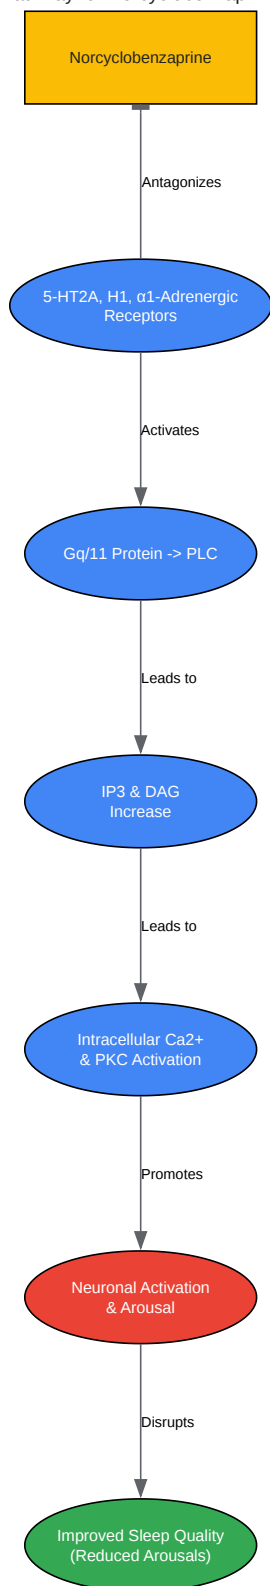 Norcyclobenzaprine
Antagonizes
5-HT2A, H1, α1-Adrenergic
Receptors
Activates
Gq/11 Protein -> PLC
Leads to
IP3 & DAG
Increase
Leads to
Intracellular Ca2+
& PKC Activation
Promotes
Neuronal Activation
& Arousal
Disrupts
Improved Sleep Quality
(Reduced Arousals)